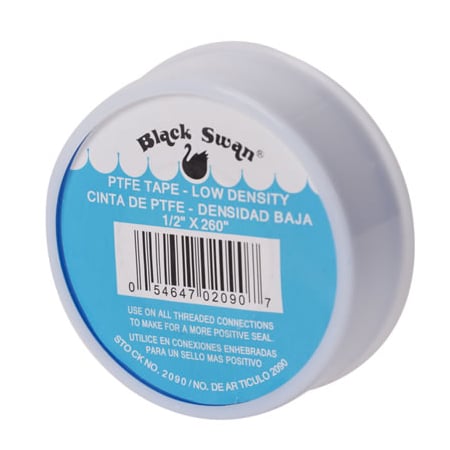 Black Swan®
PTFE TAPE - LOW DENSITY
CINTA DE PTFE - DENSIDAD BAJA
1/2" X 260"
0 54647 02090 7
USE ON ALL THREADED CONNECTIONS
TO MAKE FOR A MORE POSITIVE SEAL.
UTILICE EN CONEXIONES ENHEBRADAS
PARA UN SELLO MAS POSITIVO
STOCK NO. 2090/NO. DE ARTICULO 2090